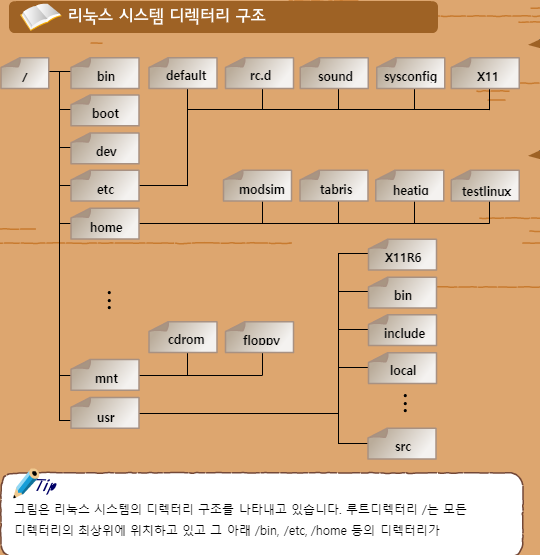 리눅스 시스템 디렉터리 구조
/ bin default rc.d sound sysconfig X11
boot
dev
etc
modsim tabris heatig testlinux
home
X11R6
bin
cdrom floppy include
mnt local
usr
src
Tip
그림은 리눅스 시스템의 디렉터리 구조를 나타내고 있습니다. 루트디렉터리 /는 모든
디렉터리의 최상위에 위치하고 있고 그 아래 /bin, /etc, /home 등의 디렉터리가